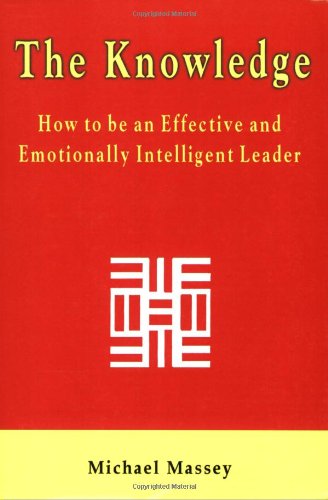 The Knowledge
How to be an Effective and
Emotionally Intelligent Leader
Michael Massey